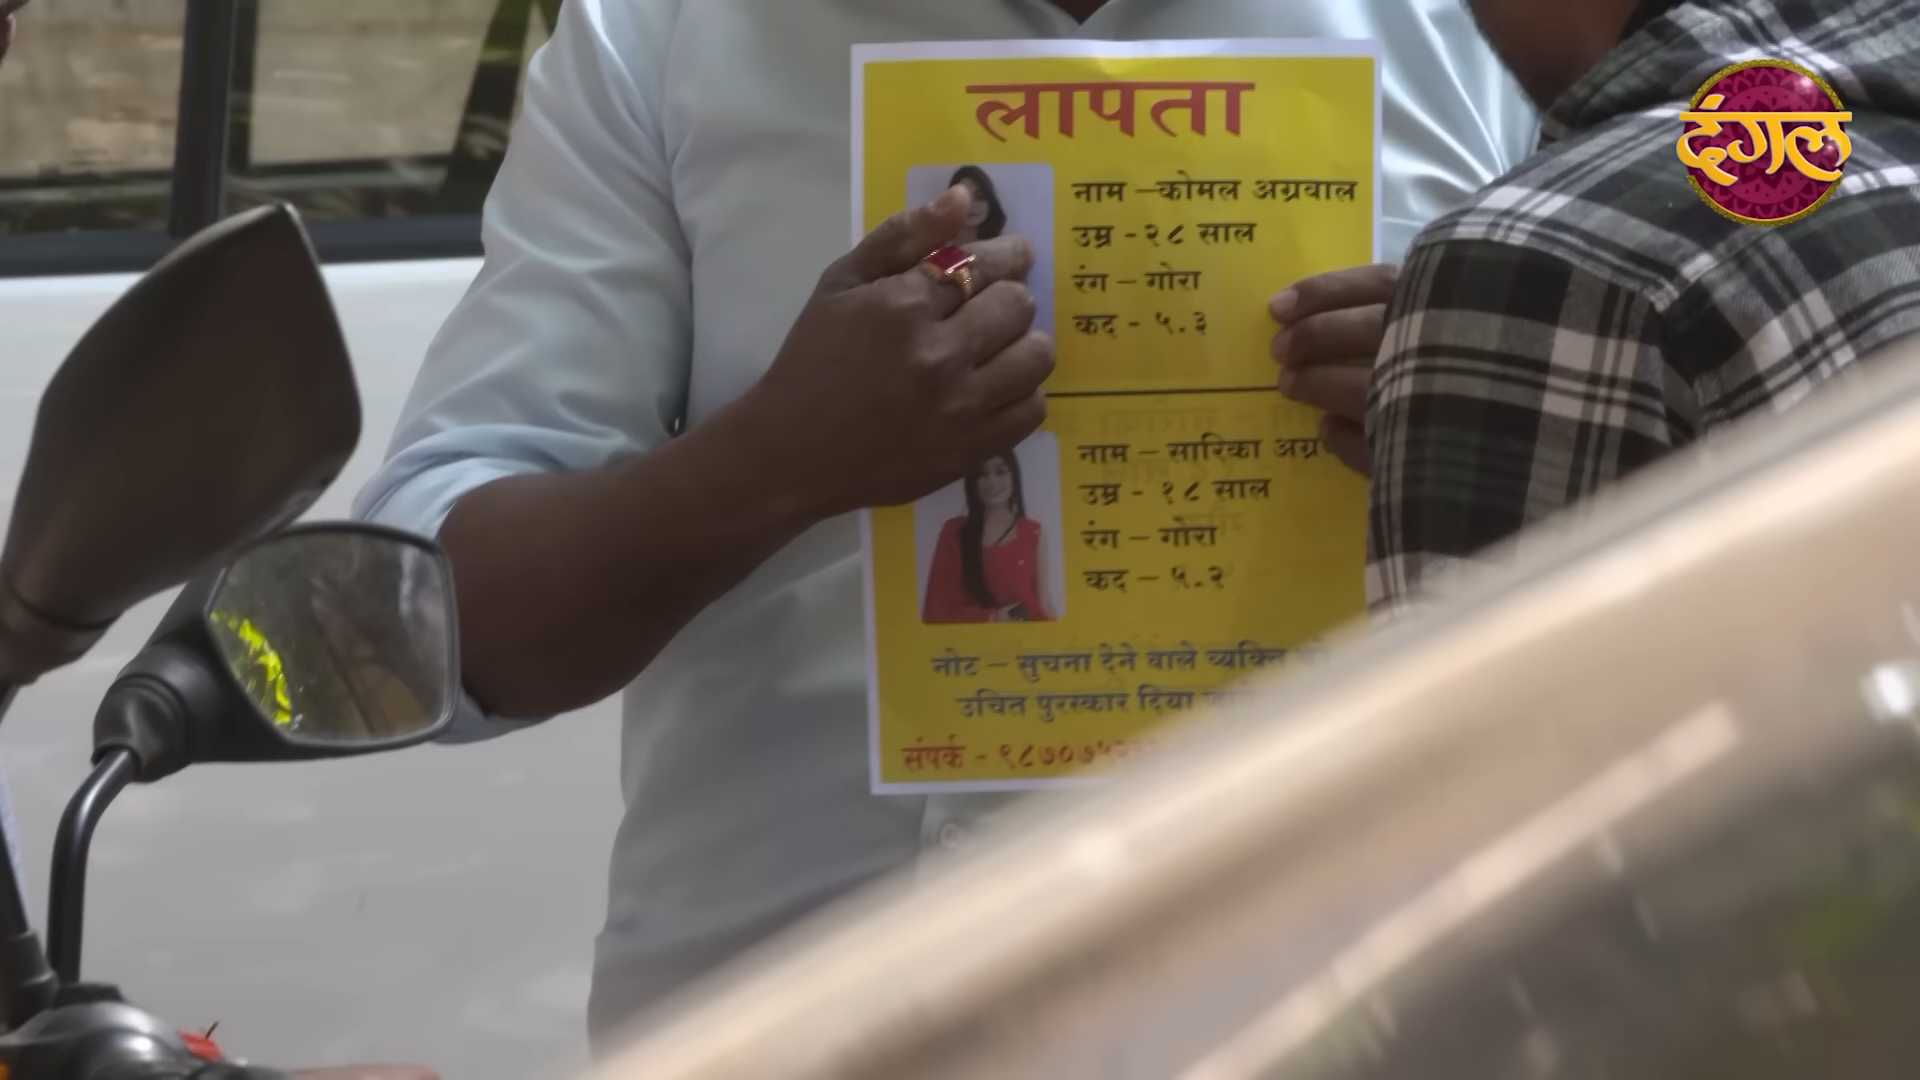 लापता
नाम – कोमल अग्रवाल
उम्र - २८ साल
रंग – गोरा
कद - ५.३
नाम – सारिका
उम्र - १८ साल
रंग – गोरा
कद – ५.२
नोट – सुचना देने वाले व्यक्ति
उचित पुरस्कार दिया
संपर्क -
दंगल